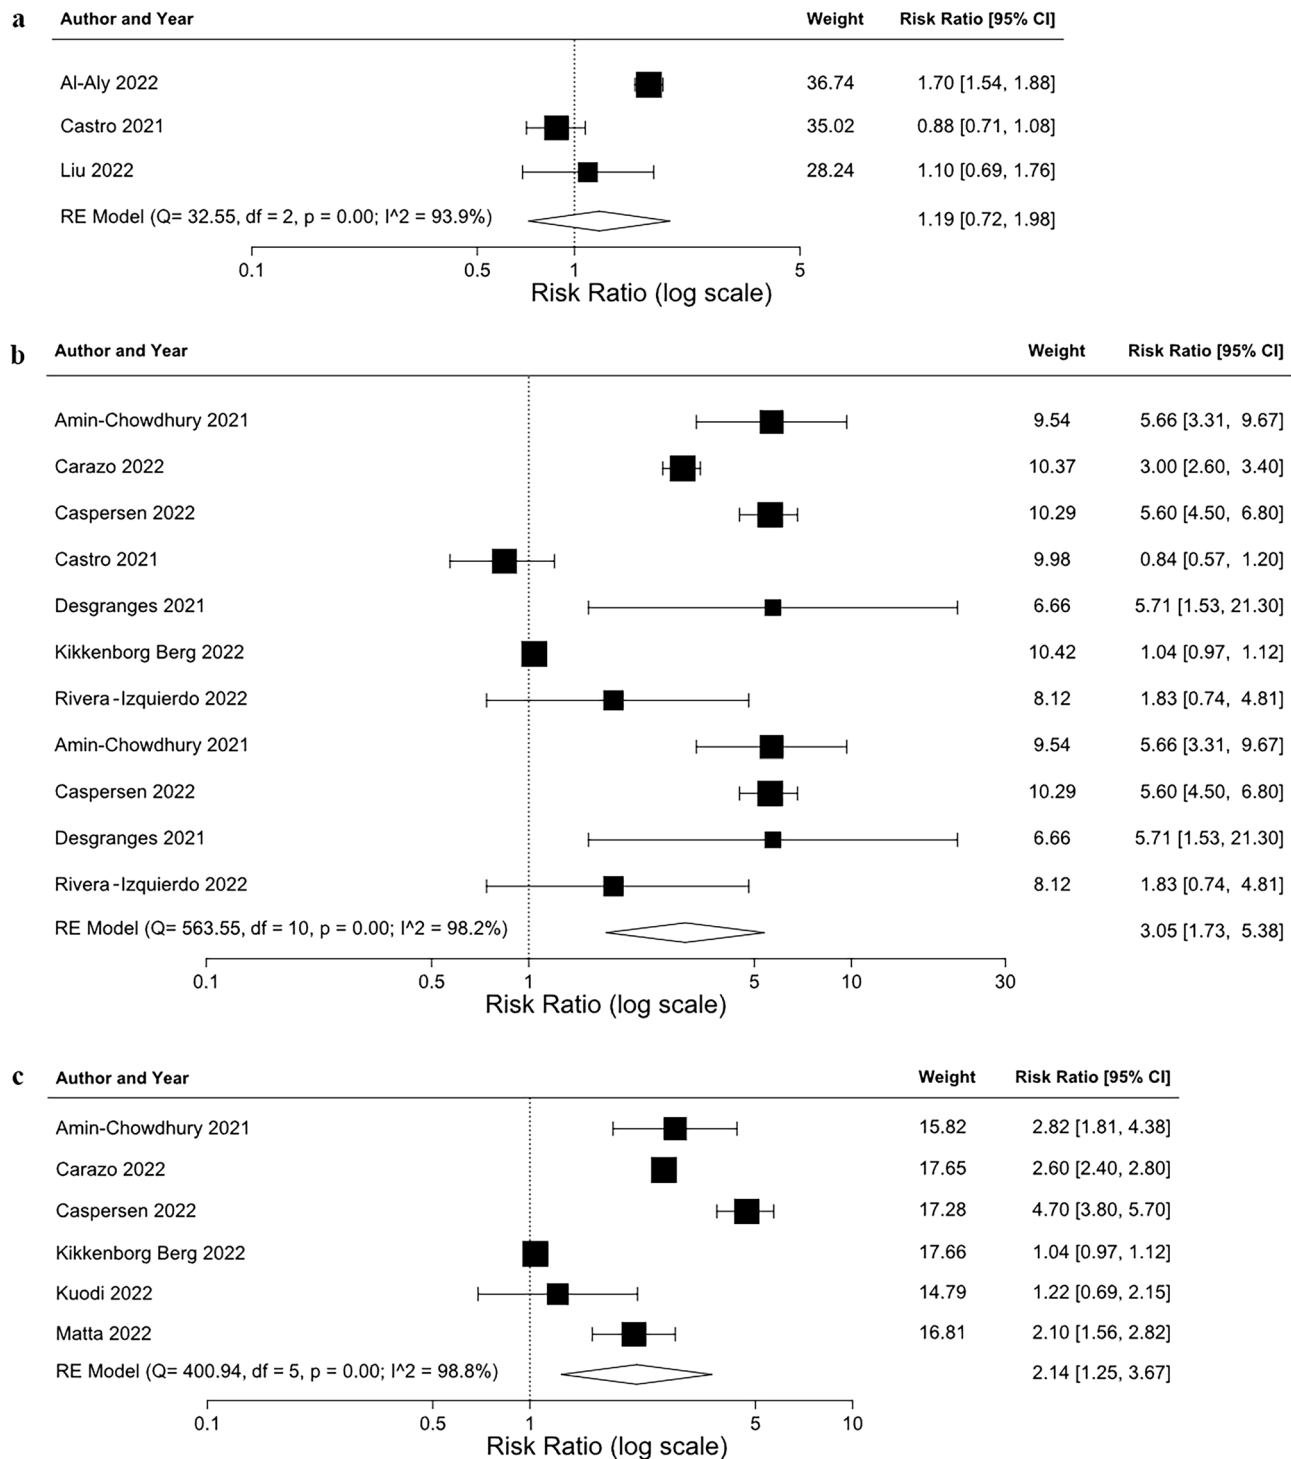 a Author and Year Weight Risk Ratio [95% CI]
Al-Aly 2022 36.74 1.70 [1.54, 1.88]
Castro 2021 35.02 0.88 [0.71, 1.08]
Liu 2022 28.24 1.10 [0.69, 1.76]
RE Model (Q= 32.55, df = 2, p = 0.00; I^2 = 93.9%) 1.19 [0.72, 1.98]
0.1 0.5 1 5
Risk Ratio (log scale)
b Author and Year Weight Risk Ratio [95% CI]
Amin-Chowdhury 2021 9.54 5.66 [3.31, 9.67]
Carazo 2022 10.37 3.00 [2.60, 3.40]
Caspersen 2022 10.29 5.60 [4.50, 6.80]
Castro 2021 9.98 0.84 [0.57, 1.20]
Desgranges 2021 6.66 5.71 [1.53, 21.30]
Kikkenborg Berg 2022 10.42 1.04 [0.97, 1.12]
Rivera-Izquierdo 2022 8.12 1.83 [0.74, 4.81]
Amin-Chowdhury 2021 9.54 5.66 [3.31, 9.67]
Caspersen 2022 10.29 5.60 [4.50, 6.80]
Desgranges 2021 6.66 5.71 [1.53, 21.30]
Rivera-Izquierdo 2022 8.12 1.83 [0.74, 4.81]
RE Model (Q= 563.55, df = 10, p = 0.00; I^2 = 98.2%) 3.05 [1.73, 5.38]
0.1 0.5 1 5 10 30
Risk Ratio (log scale)
c Author and Year Weight Risk Ratio [95% CI]
Amin-Chowdhury 2021 15.82 2.82 [1.81, 4.38]
Carazo 2022 17.65 2.60 [2.40, 2.80]
Caspersen 2022 17.28 4.70 [3.80, 5.70]
Kikkenborg Berg 2022 17.66 1.04 [0.97, 1.12]
Kuodi 2022 14.79 1.22 [0.69, 2.15]
Matta 2022 16.81 2.10 [1.56, 2.82]
RE Model (Q= 400.94, df = 5, p = 0.00; I^2 = 98.8%) 2.14 [1.25, 3.67]
0.1 0.5 1 5 10
Risk Ratio (log scale)